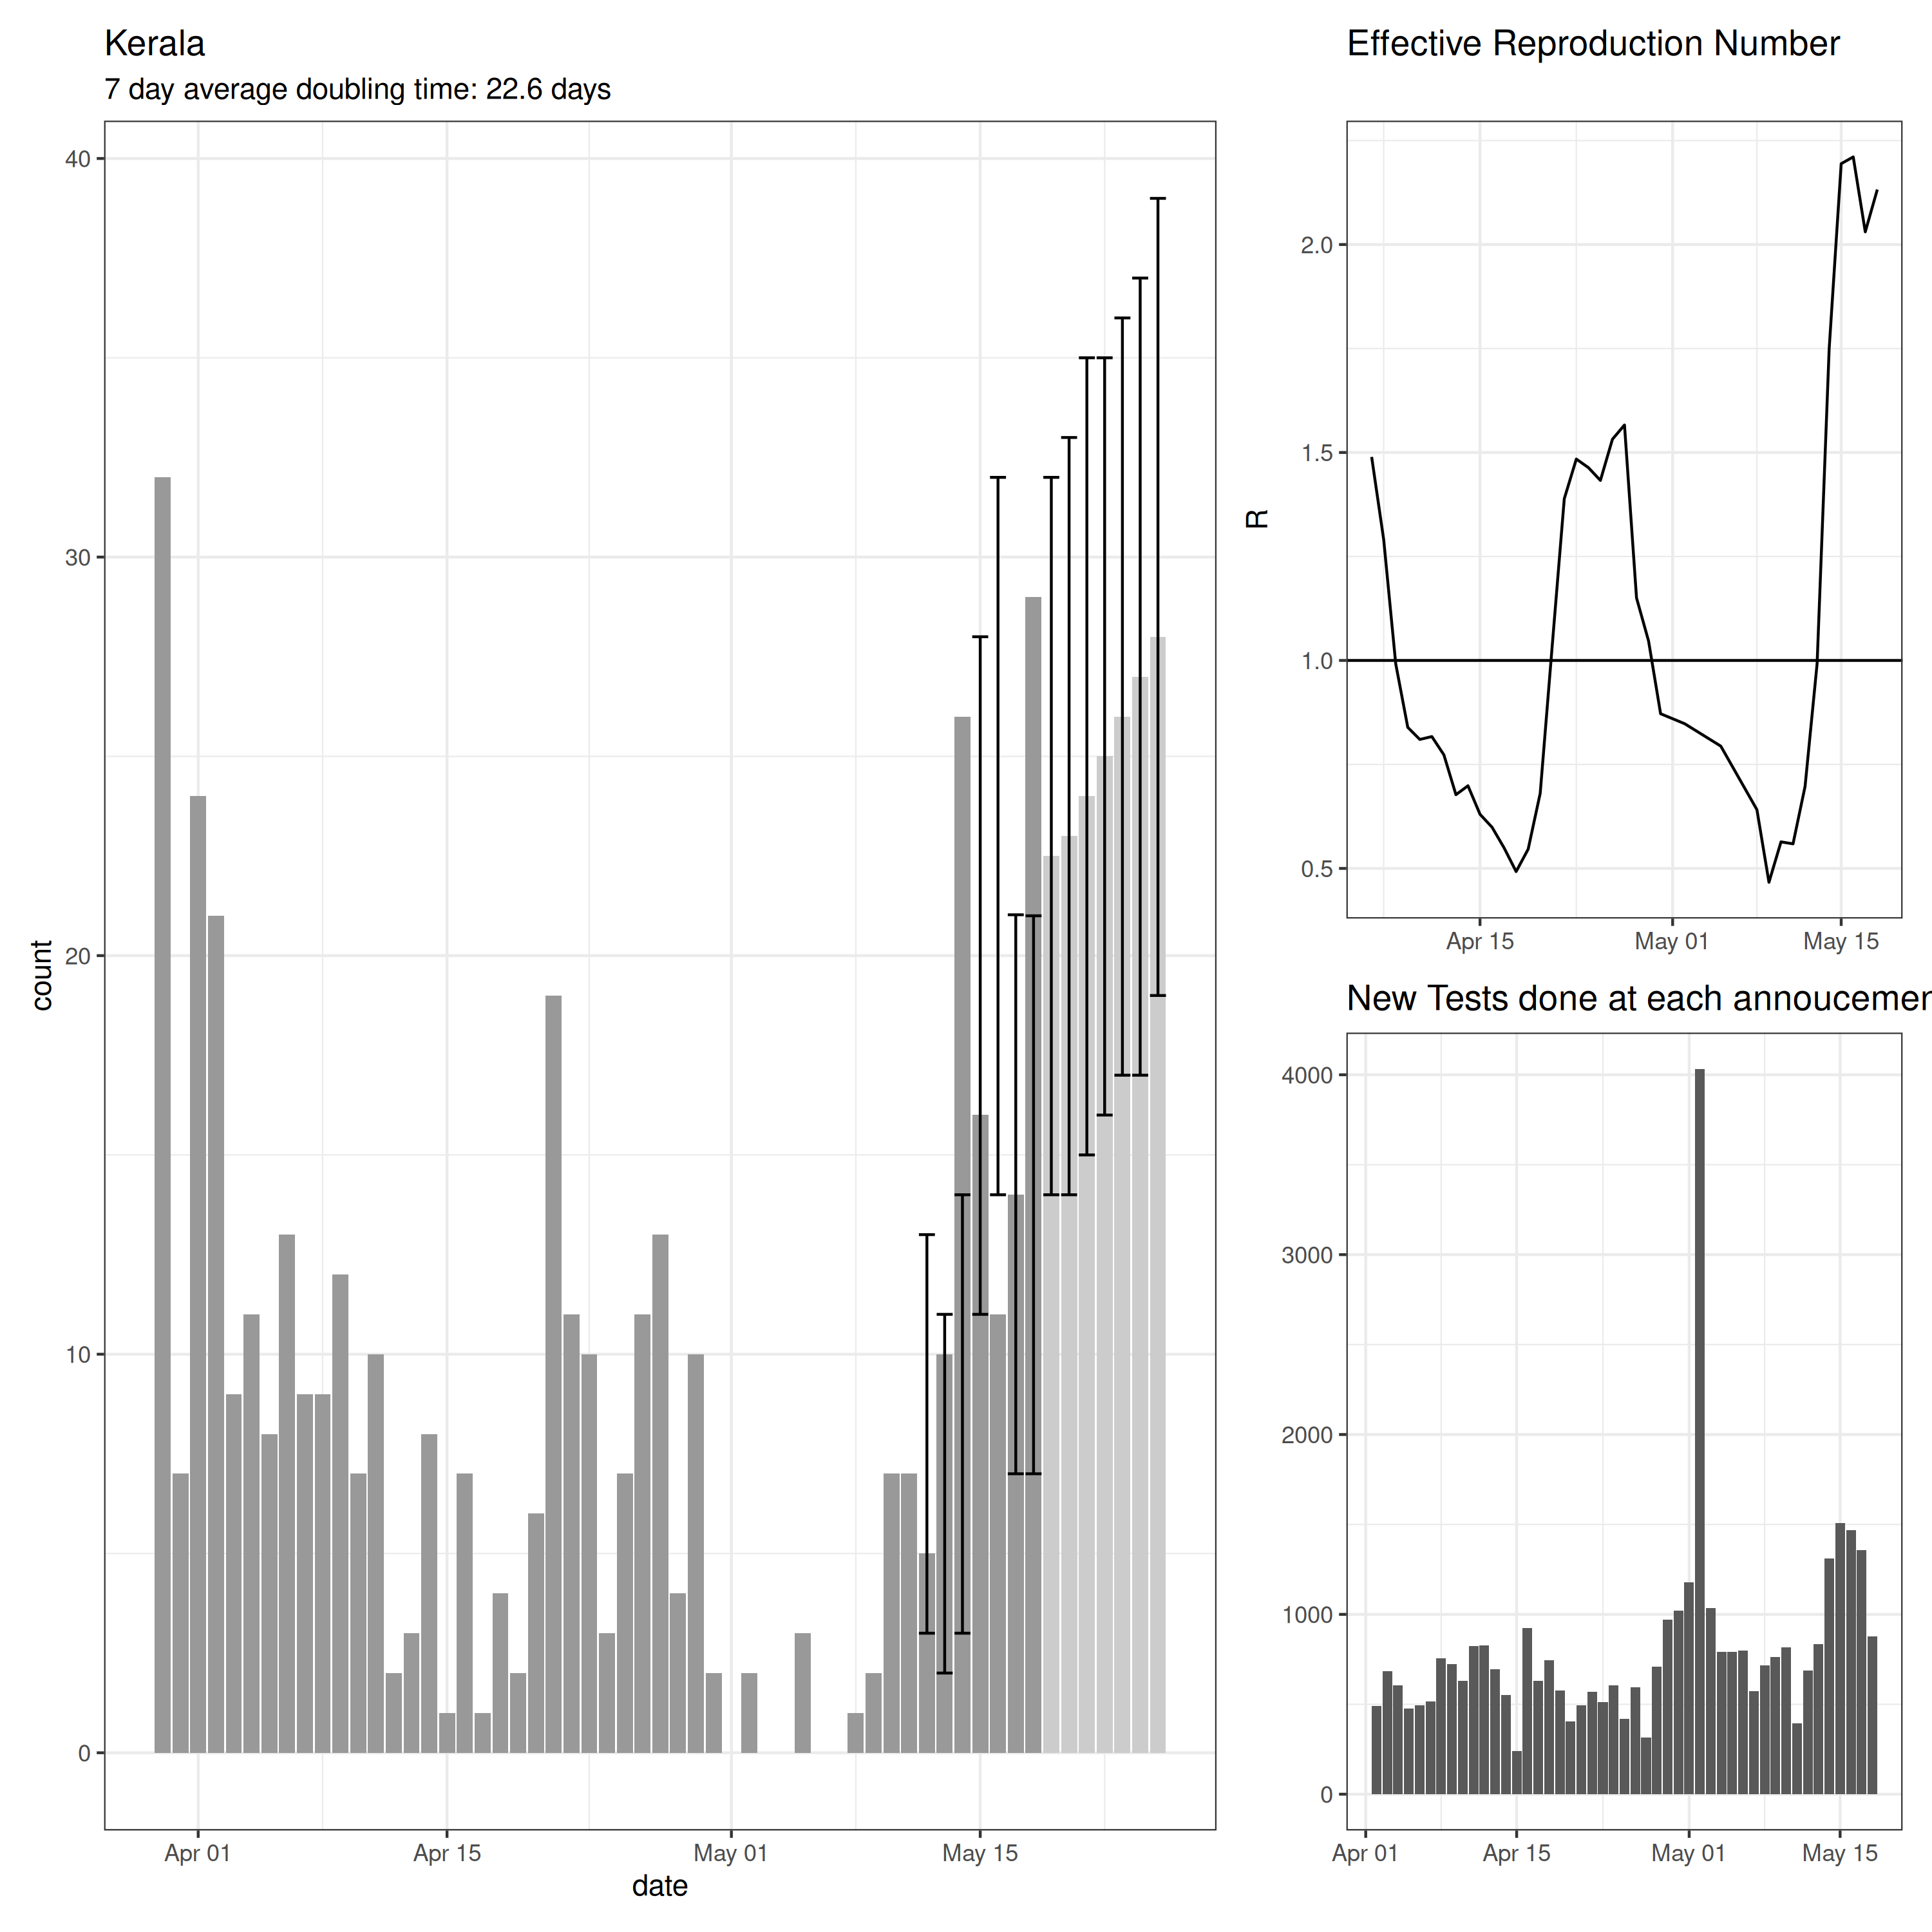 Kerala
7 day average doubling time: 22.6 days
40
30
20
10
0
count
Apr 01
Apr 15
May 01
May 15
date
Effective Reproduction Number
2.0
1.5
1.0
0.5
R
Apr 15
May 01
May 15
New Tests done at each annoucemen
4000
3000
2000
1000
0
Apr 01
Apr 15
May 01
May 15